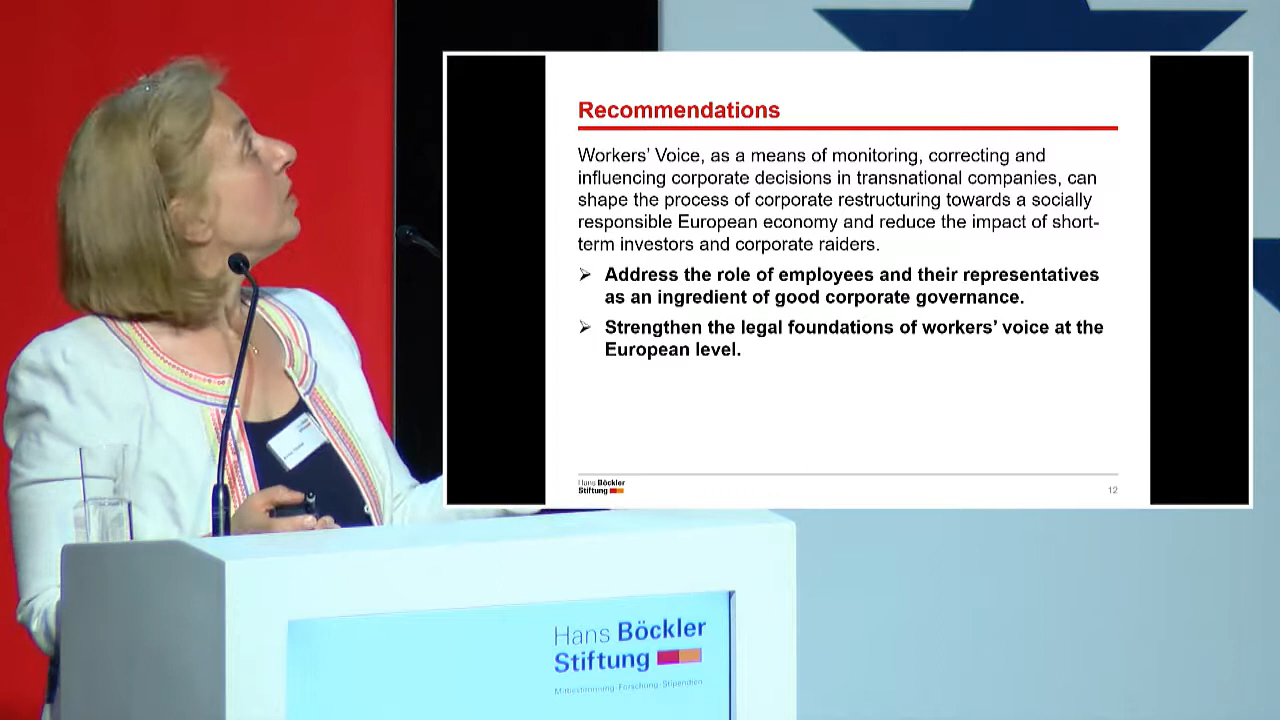 Recommendations
Workers’ Voice, as a means of monitoring, correcting and
influencing corporate decisions in transnational companies, can
shape the process of corporate restructuring towards a socially
responsible European economy and reduce the impact of short-
term investors and corporate raiders.
➢ Address the role of employees and their representatives
as an ingredient of good corporate governance.
➢ Strengthen the legal foundations of workers’ voice at the
European level.
Hans Böckler
Stiftung
12
Hans Böckler
Stiftung
Mitbestimmung·Forschung·Stipendien